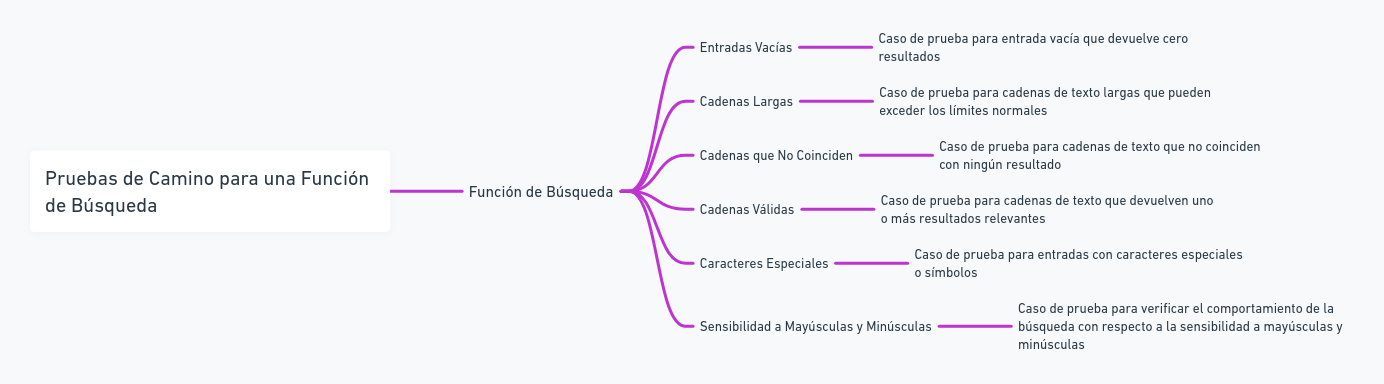 Pruebas de Camino para una Función
de Búsqueda
Función de Búsqueda
Entradas Vacías
Caso de prueba para entrada vacía que devuelve cero
resultados
Cadenas Largas
Caso de prueba para cadenas de texto largas que pueden
exceder los límites normales
Cadenas que No Coinciden
Caso de prueba para cadenas de texto que no coinciden
con ningún resultado
Cadenas Válidas
Caso de prueba para cadenas de texto que devuelven uno
o más resultados relevantes
Caracteres Especiales
Caso de prueba para entradas con caracteres especiales
o símbolos
Sensibilidad a Mayúsculas y Minúsculas
Caso de prueba para verificar el comportamiento de la
búsqueda con respecto a la sensibilidad a mayúsculas y
minúsculas